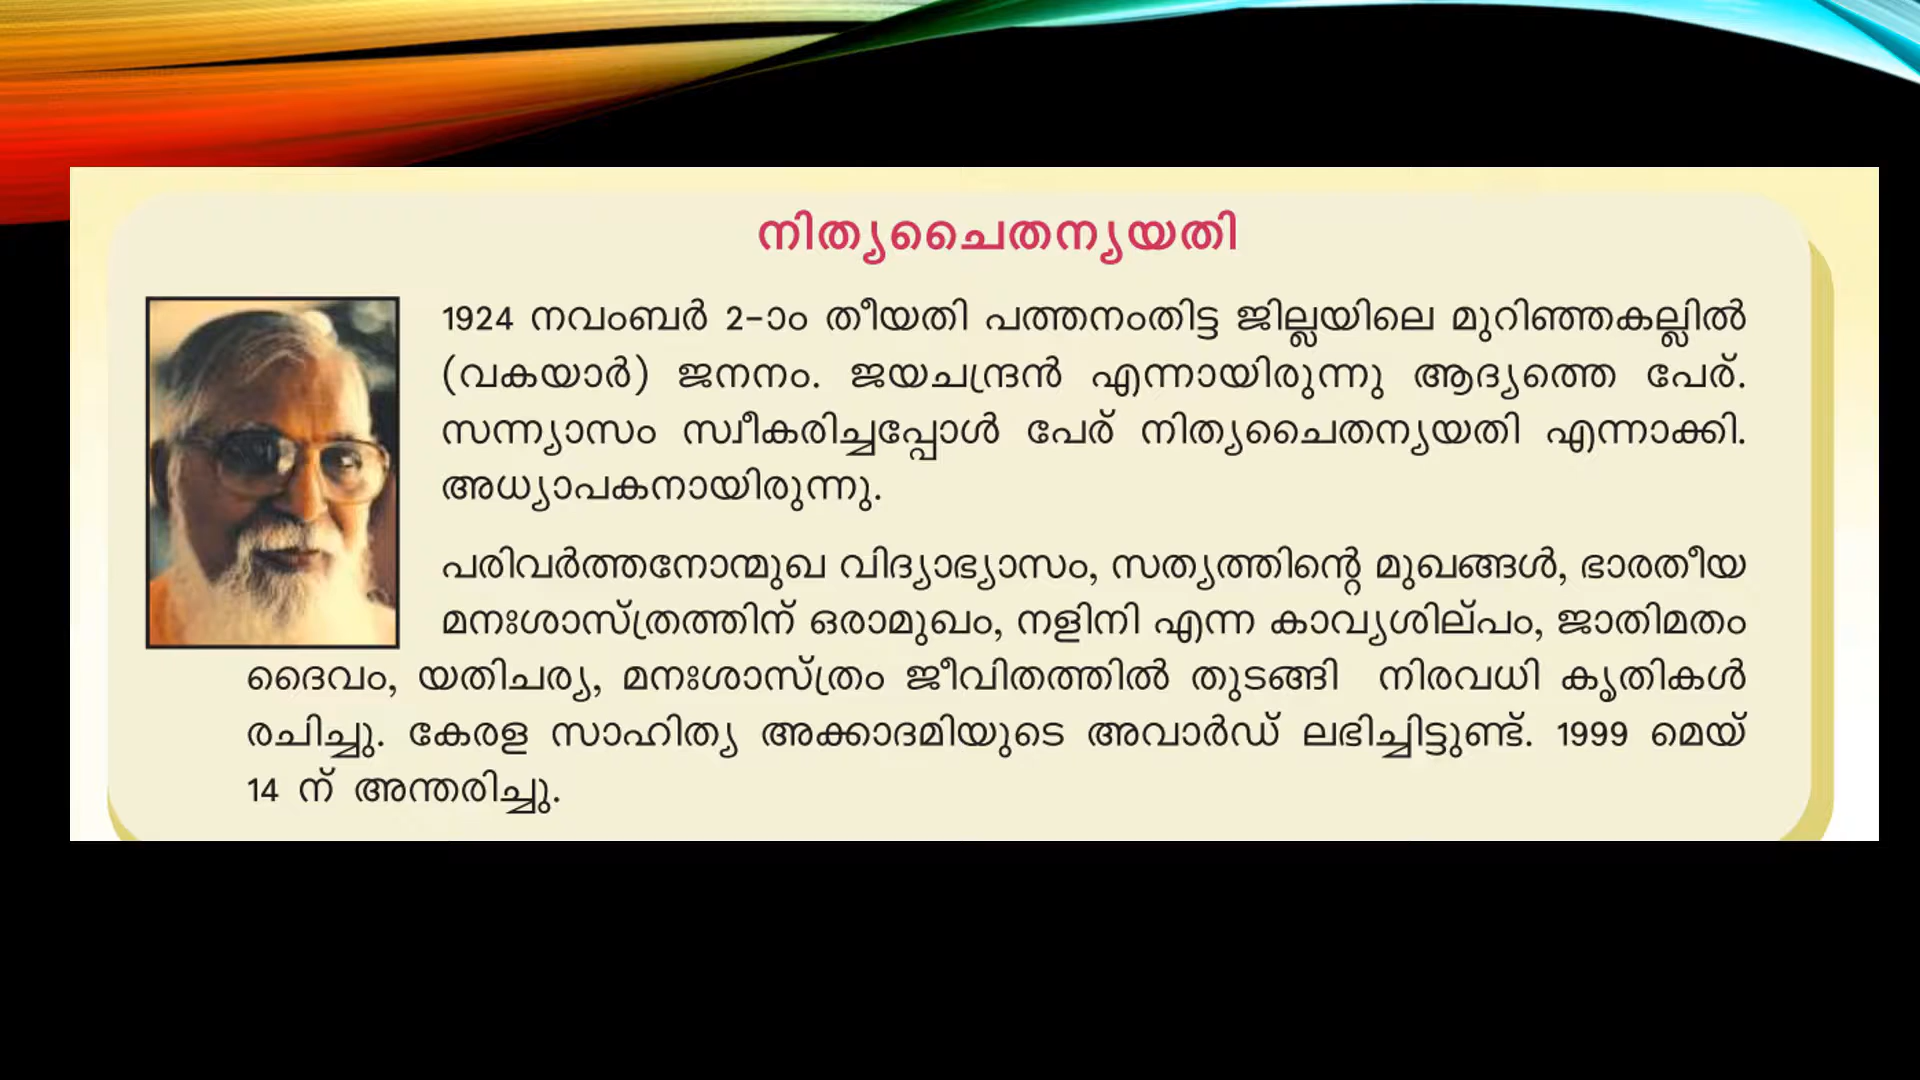 നിത്യചൈതന്യയതി
1924 നവംബർ 2-ാം തീയതി പത്തനംതിട്ട ജില്ലയിലെ മുറിഞ്ഞകല്ലിൽ
(വകയാർ) ജനനം. ജയചന്ദ്രൻ എന്നായിരുന്നു ആദ്യത്തെ പേര്.
സന്ന്യാസം സ്വീകരിച്ചപ്പോൾ പേര് നിത്യചൈതന്യയതി എന്നാക്കി.
അധ്യാപകനായിരുന്നു.
പരിവർത്തനോന്മുഖ വിദ്യാഭ്യാസം, സത്യത്തിന്റെ മുഖങ്ങൾ, ഭാരതീയ
മനഃശാസ്ത്രത്തിന് ഒരാമുഖം, നളിനി എന്ന കാവ്യശില്പം, ജാതിമതം
ദൈവം, യതിചര്യ, മനഃശാസ്ത്രം ജീവിതത്തിൽ തുടങ്ങി നിരവധി കൃതികൾ
രചിച്ചു. കേരള സാഹിത്യ അക്കാദമിയുടെ അവാർഡ് ലഭിച്ചിട്ടുണ്ട്. 1999 മെയ്
14 ന് അന്തരിച്ചു.